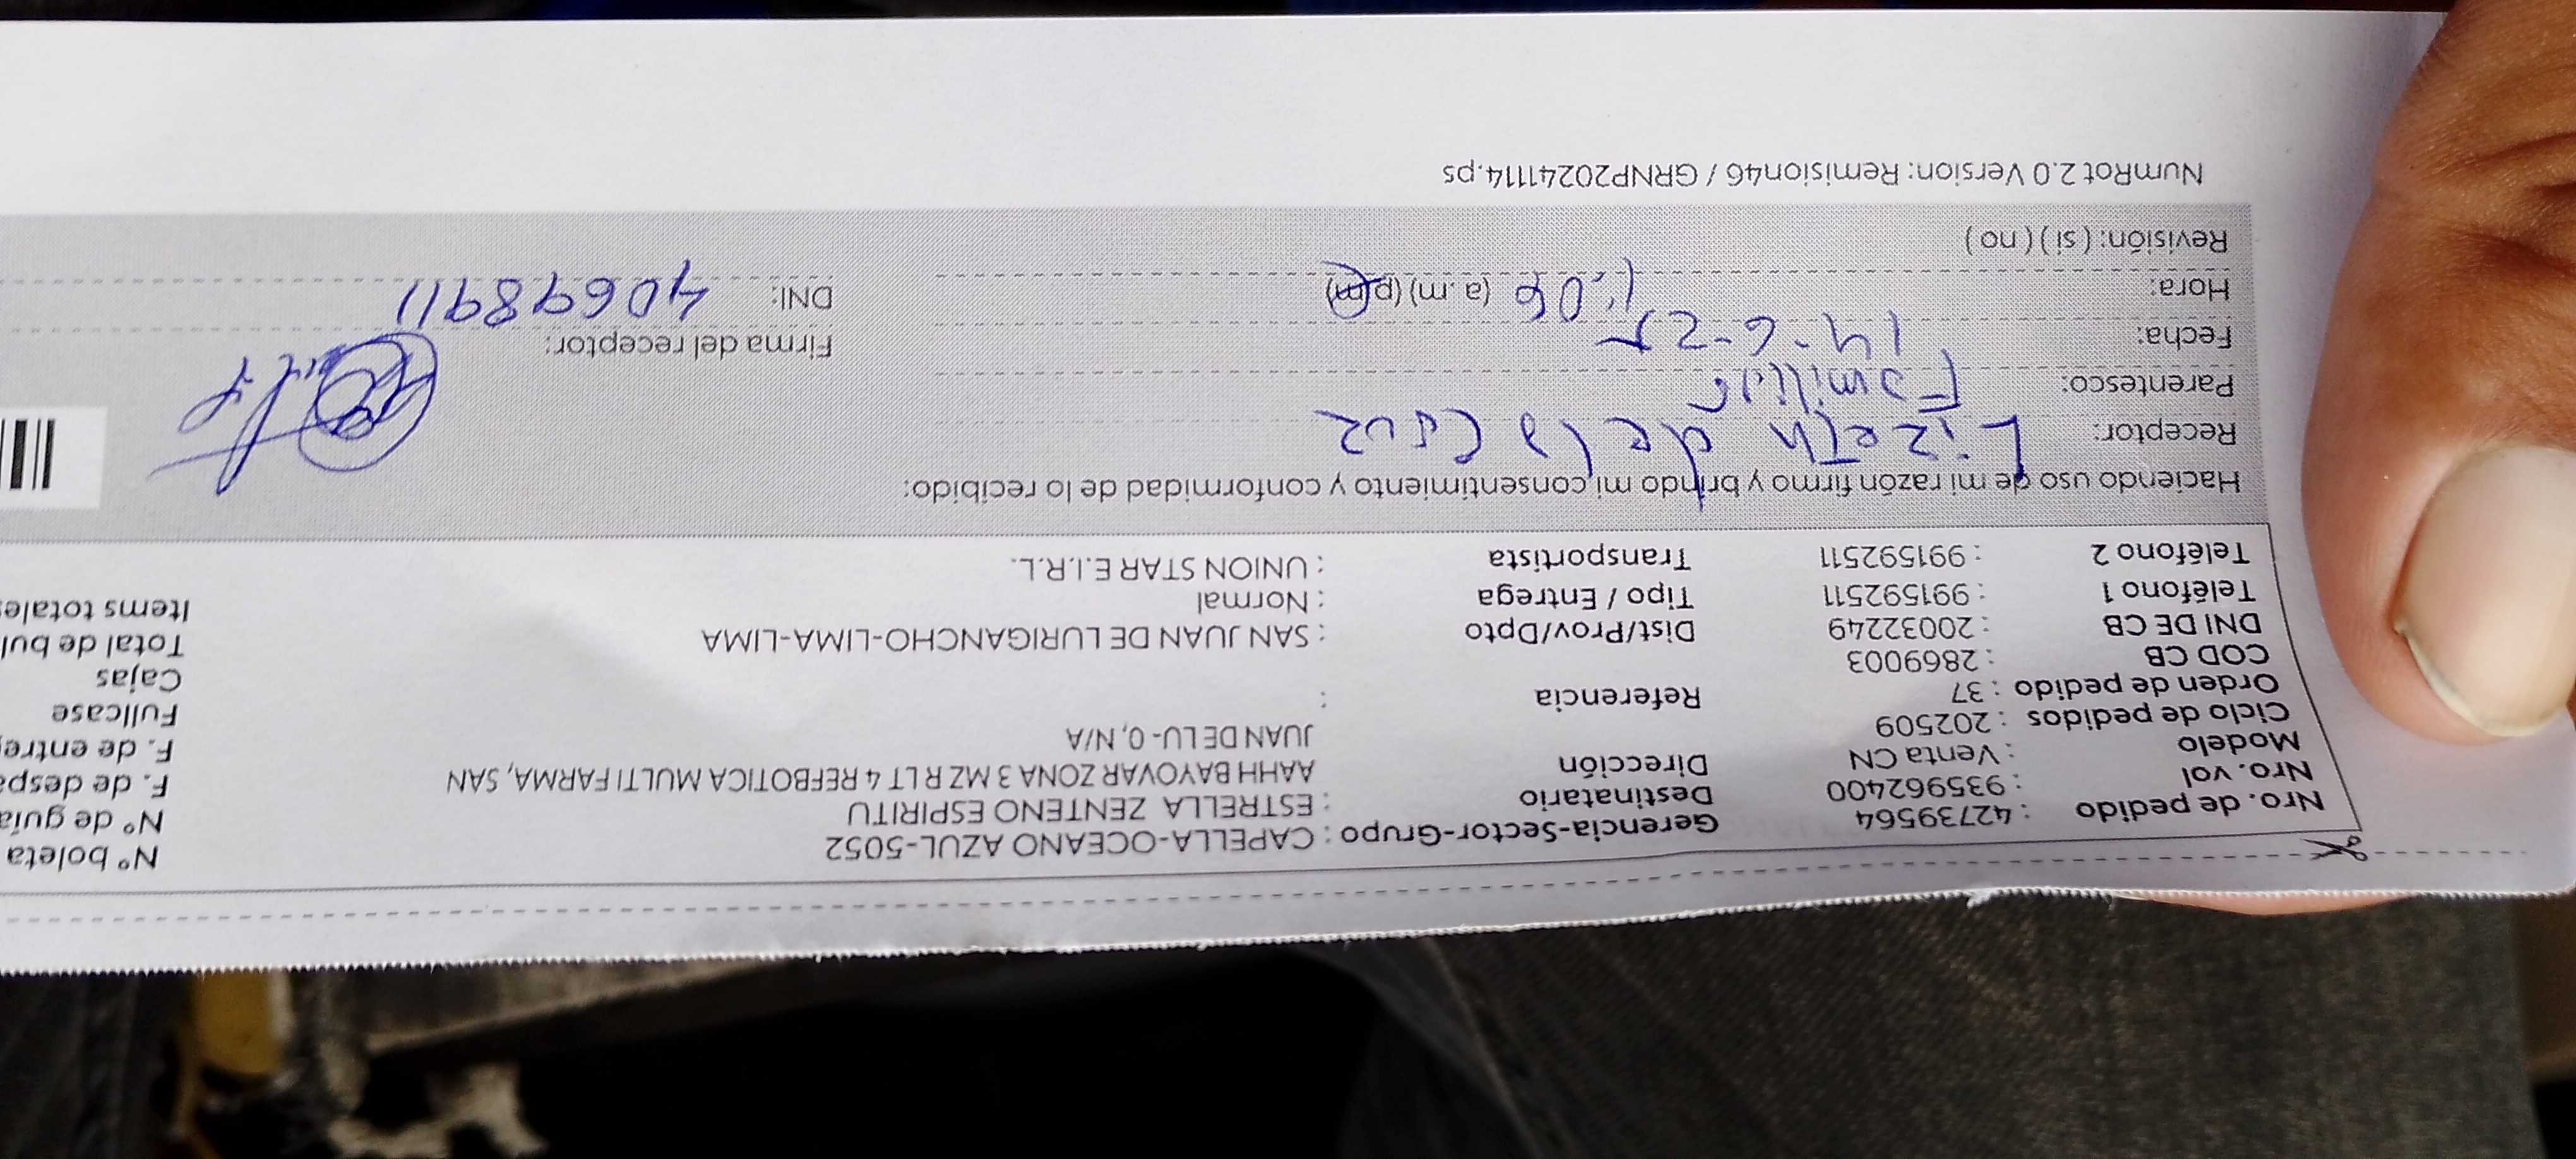 Nro. de pedido : 42739564 Gerencia-Sector-Grupo : CAPELLA-OCEANO AZUL-5052 N° boleta
Nro. vol : 935962400 Destinatario : ESTRELLA ZENTENO ESPIRITU N° de guía
Modelo : Venta CN Dirección AAHH BAYOVAR ZONA 3 MZ R LT 4 REFBOTICA MULTI FARMA, SAN F. de despa
Ciclo de pedidos : 202509 JUAN DE LU- 0, N/A F. de entre
Orden de pedido : 37 Referencia : Fullcase
COD CB : 2869003 Cajas
DNI DE CB : 20032249 Dist/Prov/Dpto : SAN JUAN DE LURIGANCHO-LIMA-LIMA Total de bul
Teléfono 1 : 991592511 Tipo / Entrega : Normal Items totale
Teléfono 2 : 991592511 Transportista : UNION STAR E.I.R.L.
Haciendo uso de mi razón firmo y brindo mi consentimiento y conformidad de lo recibido:
Receptor: Lizeth de la Cruz
Parentesco: Familiar
Fecha: 14-6-25 Firma del receptor:
Hora: 1:06 (a.m) (p.m) DNI: 40698911
Revisión: ( si ) ( no )
NumRot 2.0 Version: Remision46 / GRNP20241114.ps